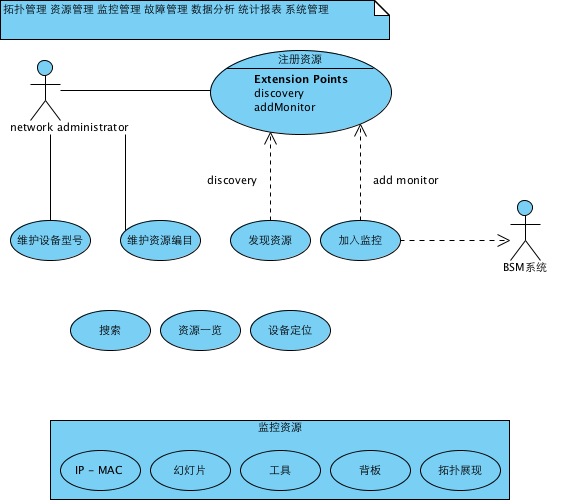 拓扑管理 资源管理 监控管理 故障管理 数据分析 统计报表 系统管理
注册资源
Extension Points
discovery
addMonitor
network administrator
discovery
add monitor
维护设备型号
维护资源编目
发现资源
加入监控
BSM系统
搜索
资源一览
设备定位
监控资源
IP - MAC
幻灯片
工具
背板
拓扑展现